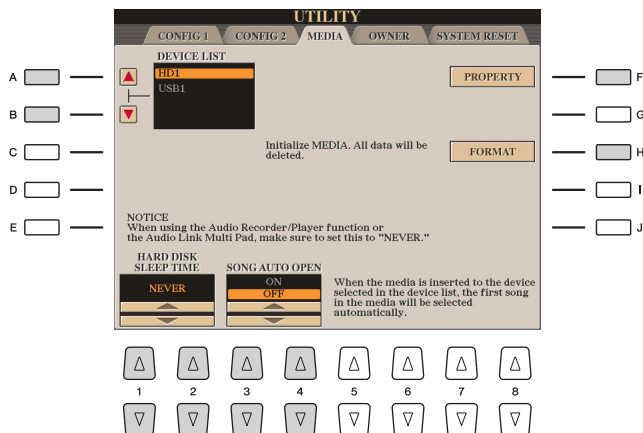 UTILITY
CONFIG 1 CONFIG 2 MEDIA OWNER SYSTEM RESET
DEVICE LIST
HD1
USB1
PROPERTY
Initialize MEDIA. All data will be
deleted.
FORMAT
NOTICE
When using the Audio Recorder/Player function or
the Audio Link Multi Pad, make sure to set this to "NEVER."
HARD DISK
SLEEP TIME
NEVER
SONG AUTO OPEN
ON
OFF
When the media is inserted to the device
selected in the device list, the first song
in the media will be selected
automatically.
A
B
C
D
E
F
G
H
I
J
1 2 3 4 5 6 7 8